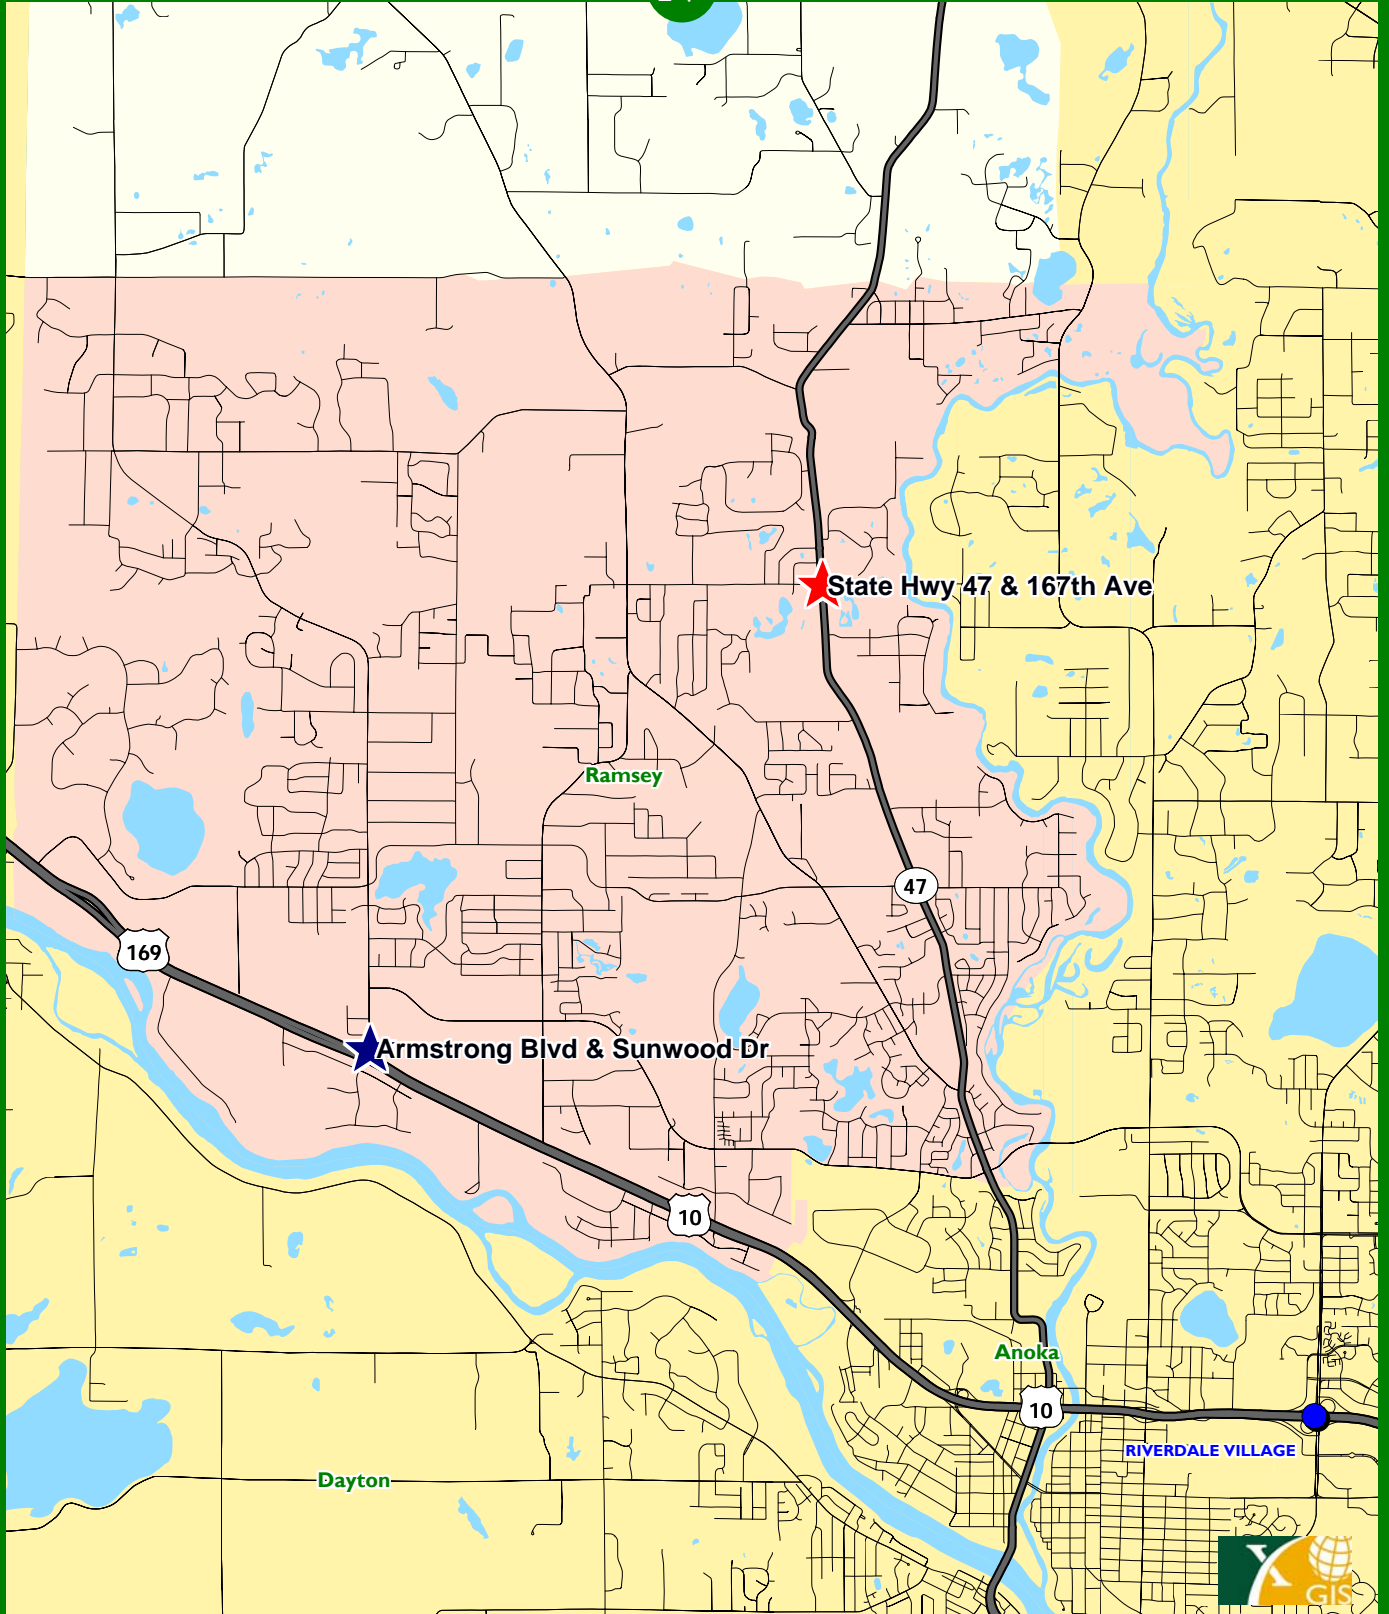 State Hwy 47 & 167th Ave
Ramsey
47
169
Armstrong Blvd & Sunwood Dr
10
Anoka
10
RIVERDALE VILLAGE
Dayton
X
GIS